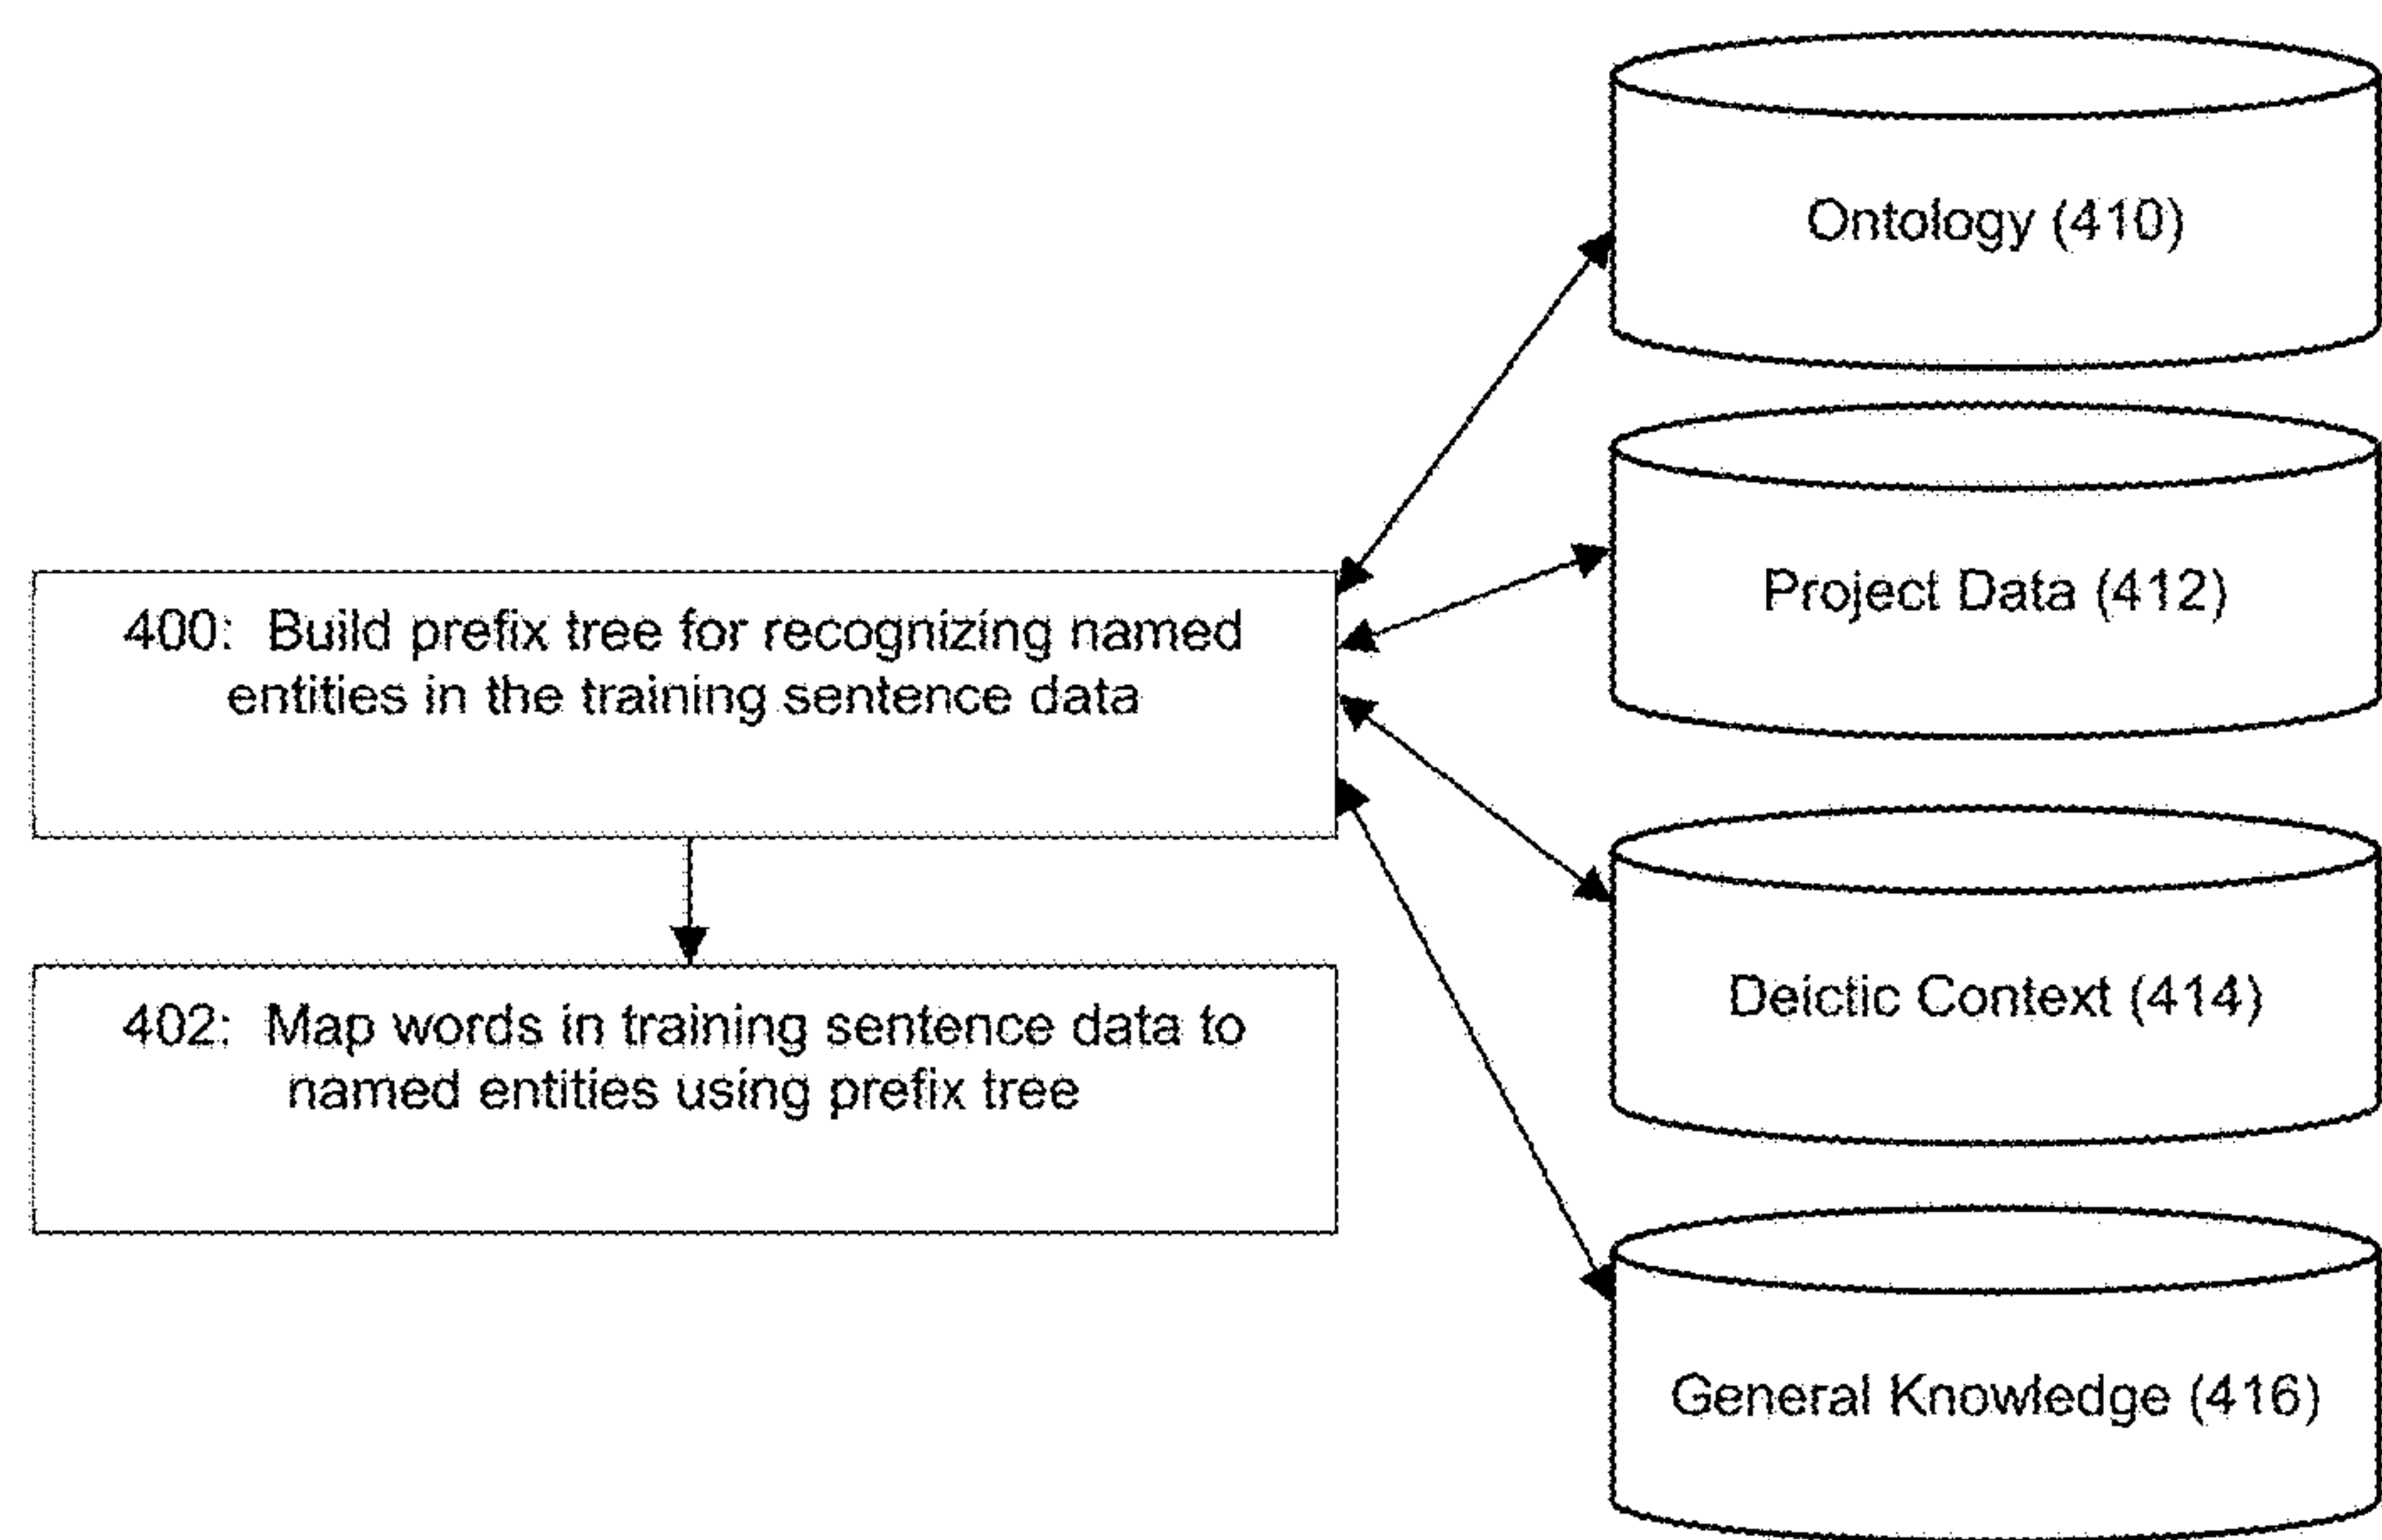 Ontology (410)
Project Data (412)
400: Build prefix tree for recognizing named
entities in the training sentence data
Deictic Context (414)
402: Map words in training sentence data to
named entities using prefix tree
General Knowledge (416)